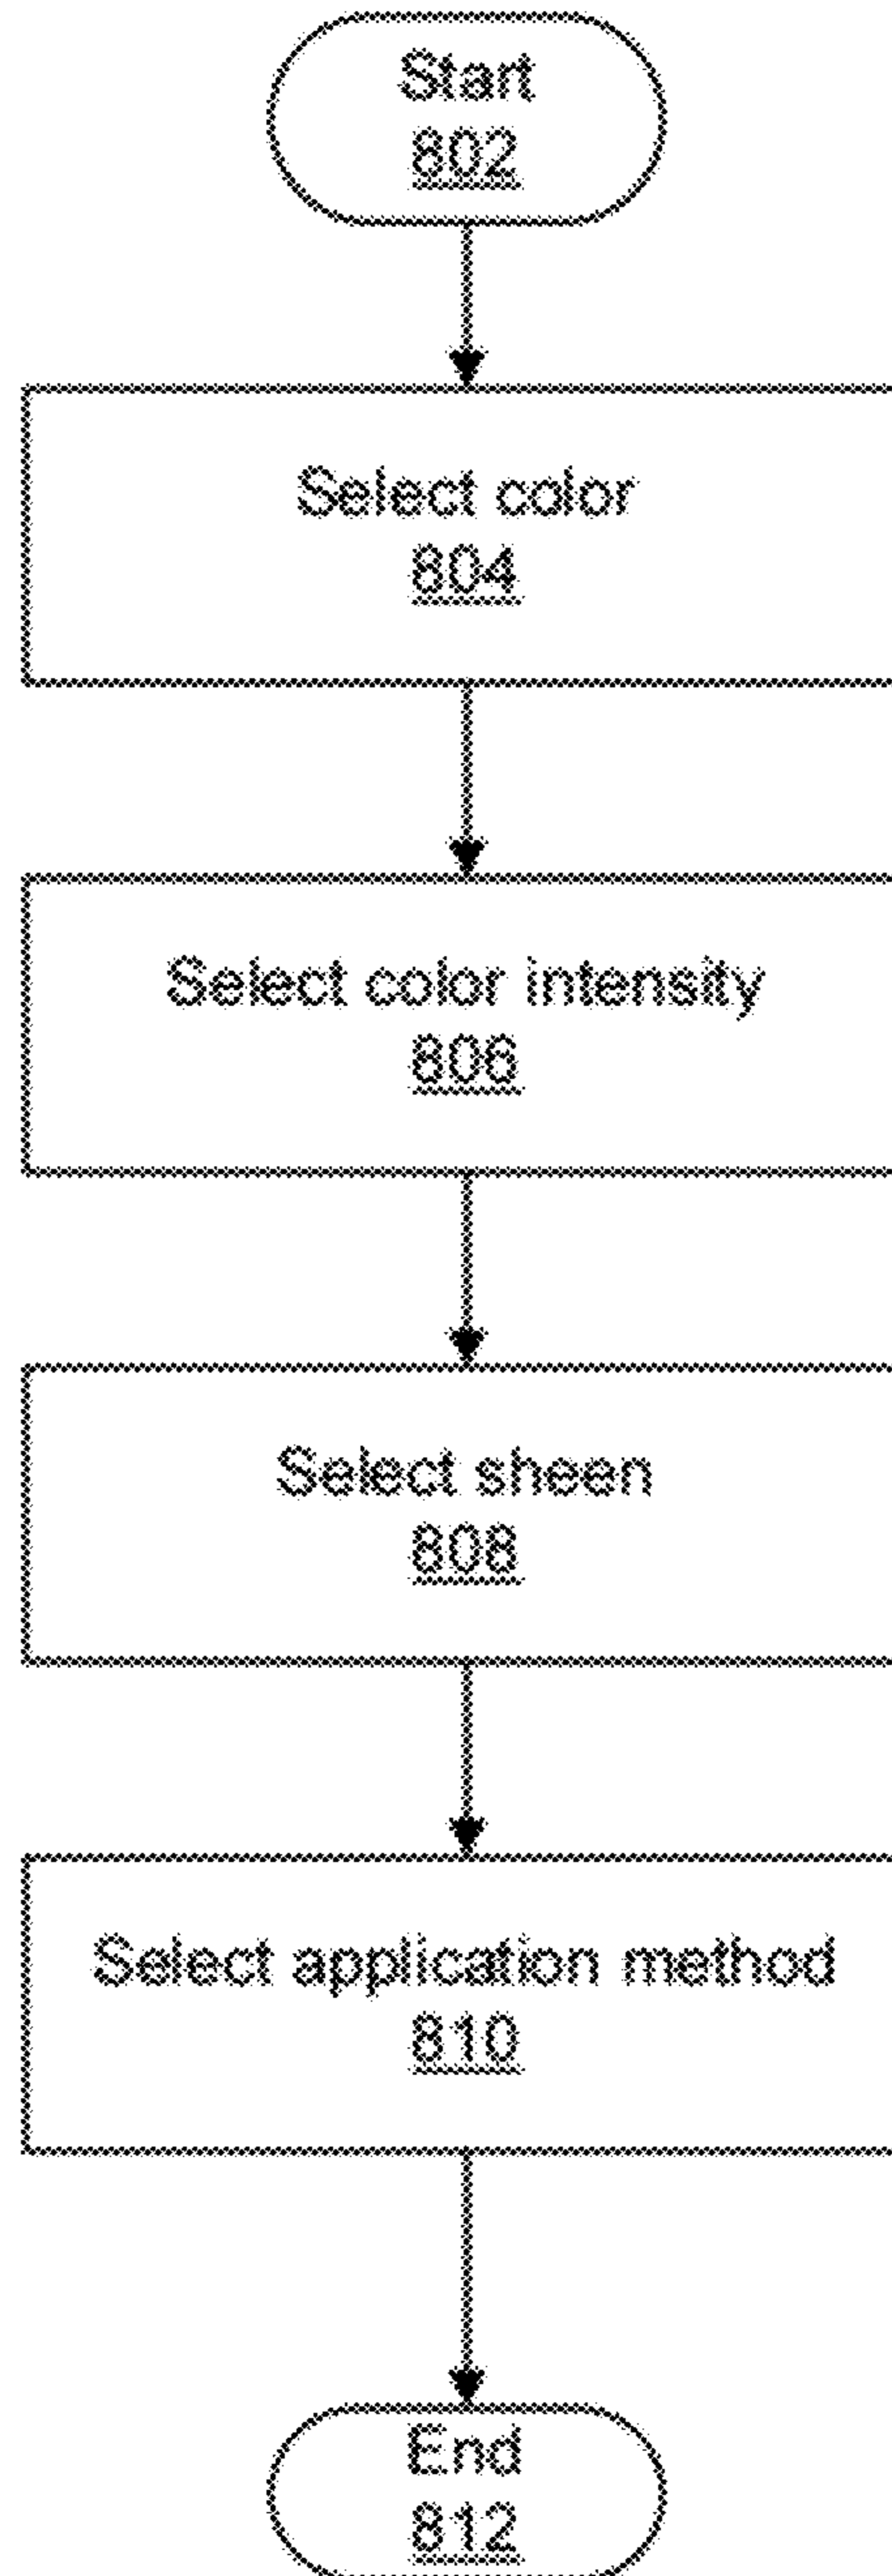 Start
802
Select color
804
Select color intensity
806
Select sheen
808
Select application method
810
End
812